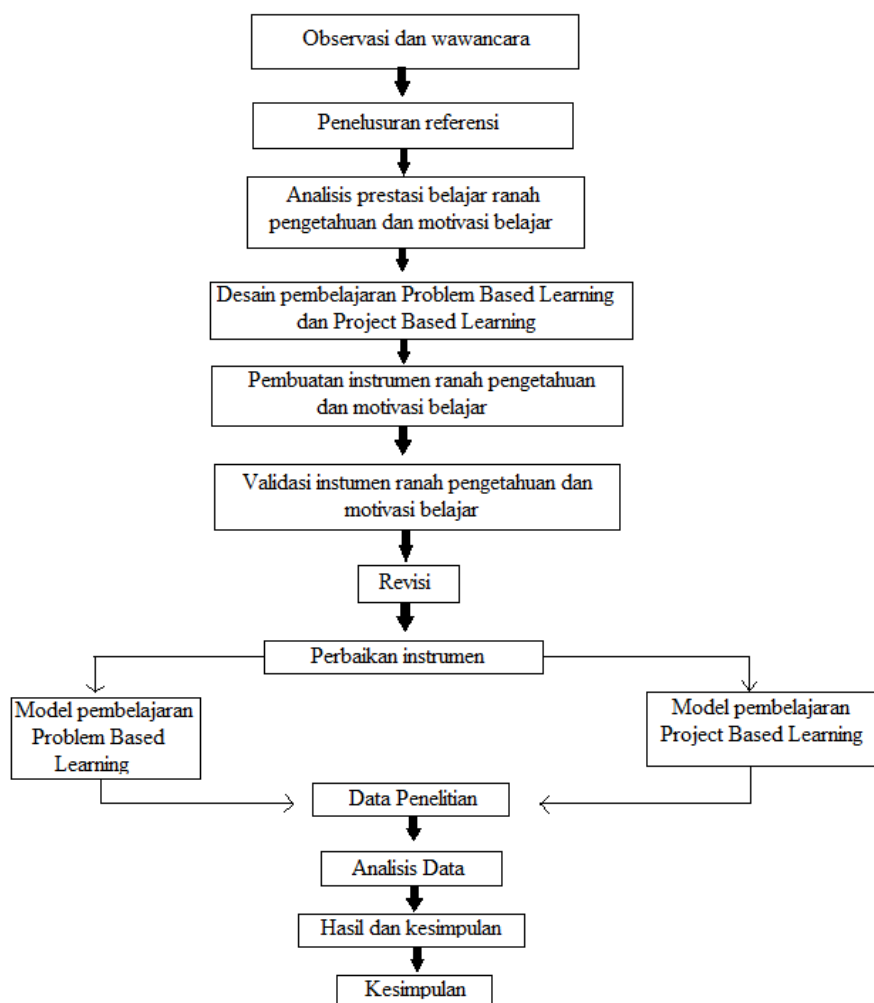 Observasi dan wawancara
Penelusuran referensi
Analisis prestasi belajar ranah
pengetahuan dan motivasi belajar
Desain pembelajaran Problem Based Learning
dan Project Based Learning
Pembuatan instrumen ranah pengetahuan
dan motivasi belajar
Validasi instumen ranah pengetahuan dan
motivasi belajar
Revisi
Perbaikan instrumen
Model pembelajaran
Problem Based
Learning
Model pembelajaran
Project Based Learning
Data Penelitian
Analisis Data
Hasil dan kesimpulan
Kesimpulan